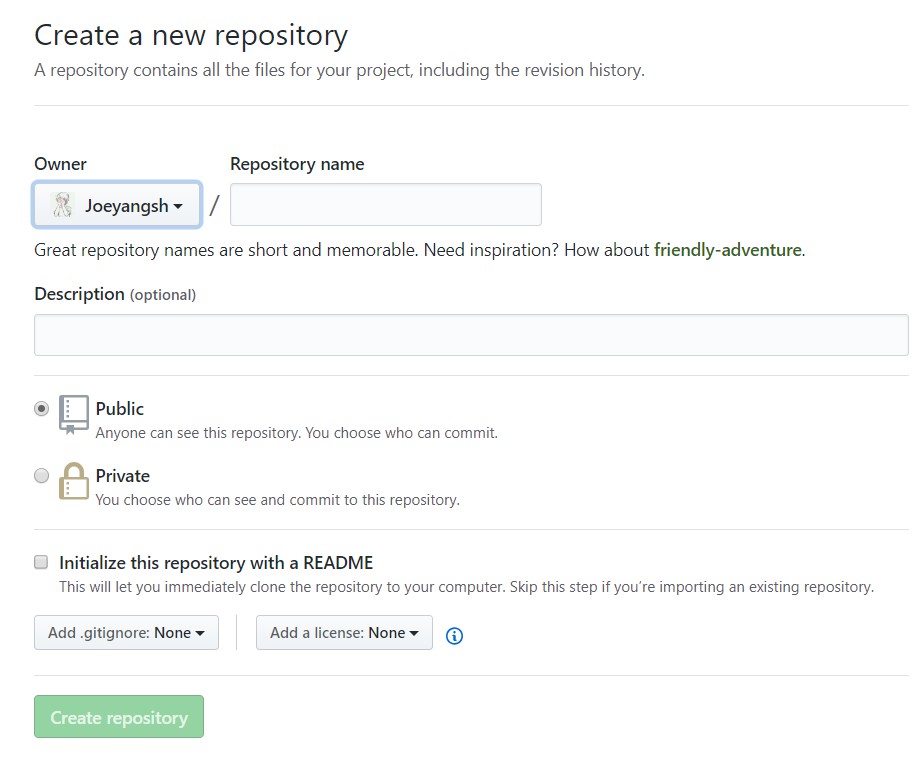 Create a new repository
A repository contains all the files for your project, including the revision history.
Owner
Repository name
Joeyangsh
/
Great repository names are short and memorable. Need inspiration? How about friendly-adventure.
Description (optional)
Public
Anyone can see this repository. You choose who can commit.
Private
You choose who can see and commit to this repository.
Initialize this repository with a README
This will let you immediately clone the repository to your computer. Skip this step if you’re importing an existing repository.
Add .gitignore: None
Add a license: None
Create repository